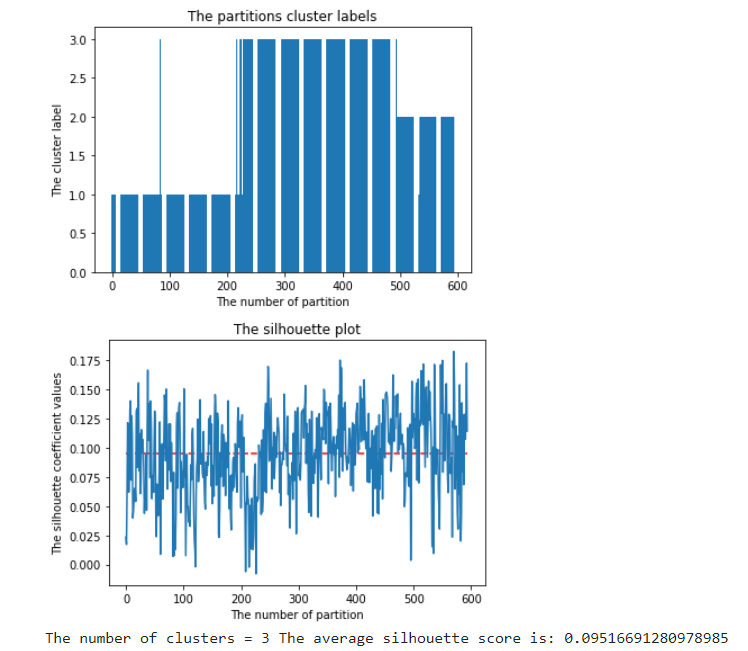 The partitions cluster labels
3.0
2.5
2.0
1.5
1.0
0.5
0.0
The cluster label
0 100 200 300 400 500 600
The number of partition
The silhouette plot
0.175
0.150
0.125
0.100
0.075
0.050
0.025
0.000
The silhouette coefficient values
0 100 200 300 400 500 600
The number of partition
The number of clusters = 3 The average silhouette score is: 0.09516691280978985